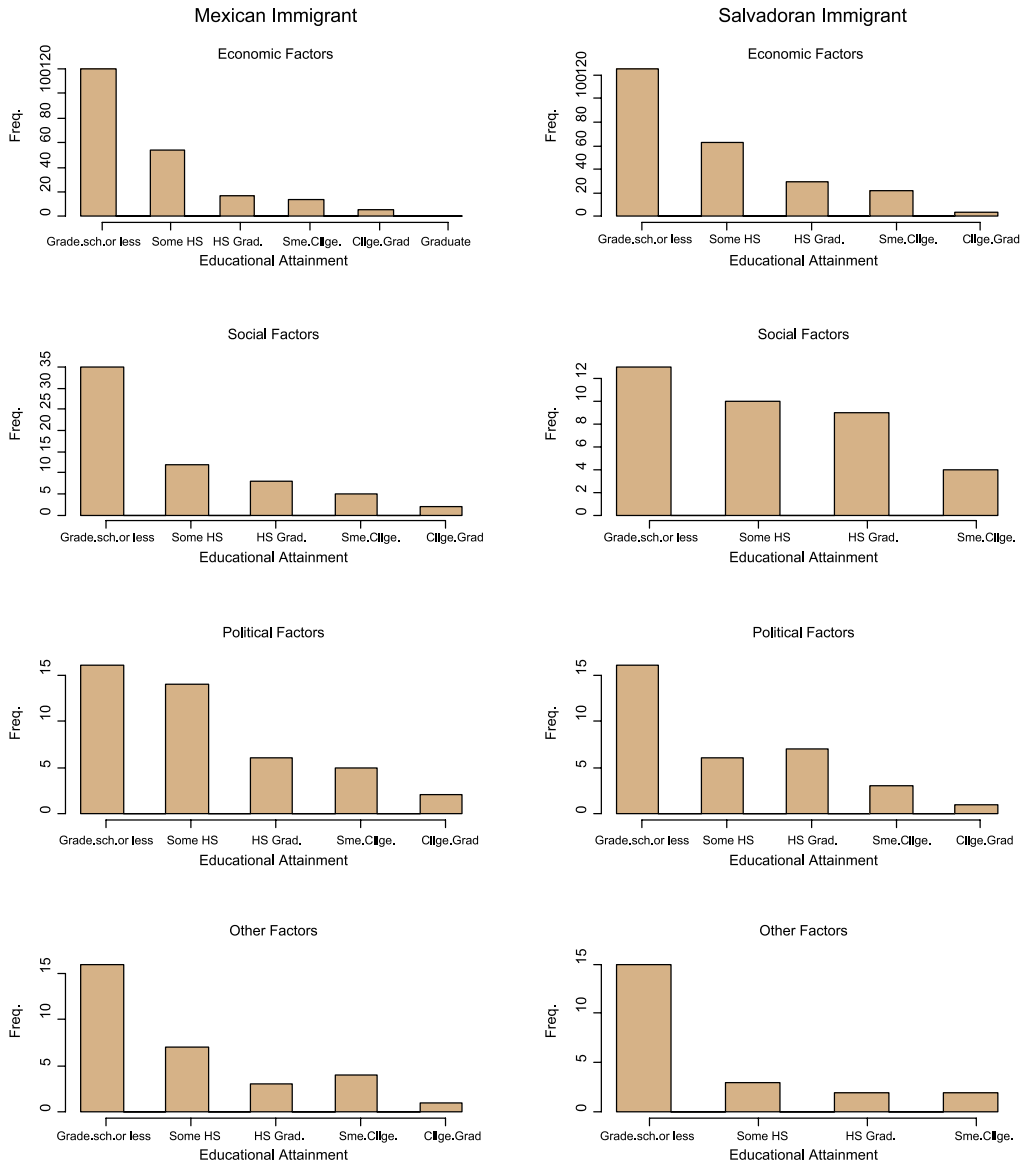 Mexican Immigrant
Salvadoran Immigrant
Economic Factors
Freq.
0 20 40 60 80 100 120
Grade.sch.or less Some HS HS Grad. Sme.Cllge. Cllge.Grad Graduate
Educational Attainment
Economic Factors
Freq.
0 20 40 60 80 100 120
Grade.sch.or less Some HS HS Grad. Sme.Cllge. Cllge.Grad
Educational Attainment
Social Factors
Freq.
0 5 10 15 20 25 30 35
Grade.sch.or less Some HS HS Grad. Sme.Cllge. Cllge.Grad
Educational Attainment
Social Factors
Freq.
0 2 4 6 8 10 12
Grade.sch.or less Some HS HS Grad. Sme.Cllge.
Educational Attainment
Political Factors
Freq.
0 5 10 15
Grade.sch.or less Some HS HS Grad. Sme.Cllge. Cllge.Grad
Educational Attainment
Political Factors
Freq.
0 5 10 15
Grade.sch.or less Some HS HS Grad. Sme.Cllge. Cllge.Grad
Educational Attainment
Other Factors
Freq.
0 5 10 15
Grade.sch.or less Some HS HS Grad. Sme.Cllge. Cllge.Grad
Educational Attainment
Other Factors
Freq.
0 5 10 15
Grade.sch.or less Some HS HS Grad. Sme.Cllge.
Educational Attainment